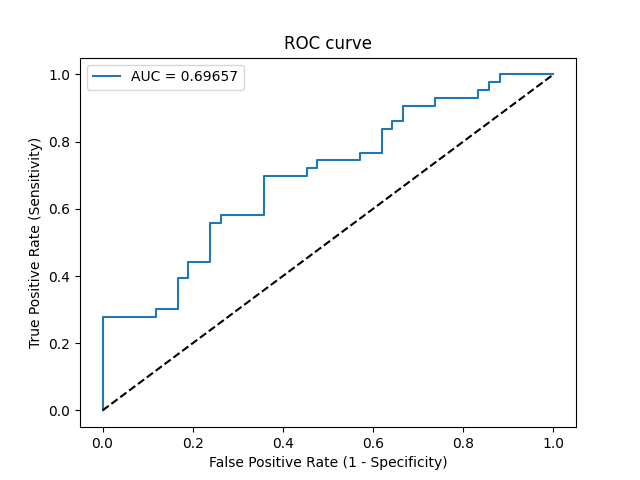 ROC curve
AUC = 0.69657
True Positive Rate (Sensitivity)
1.0
0.8
0.6
0.4
0.2
0.0
0.0 0.2 0.4 0.6 0.8 1.0
False Positive Rate (1 - Specificity)